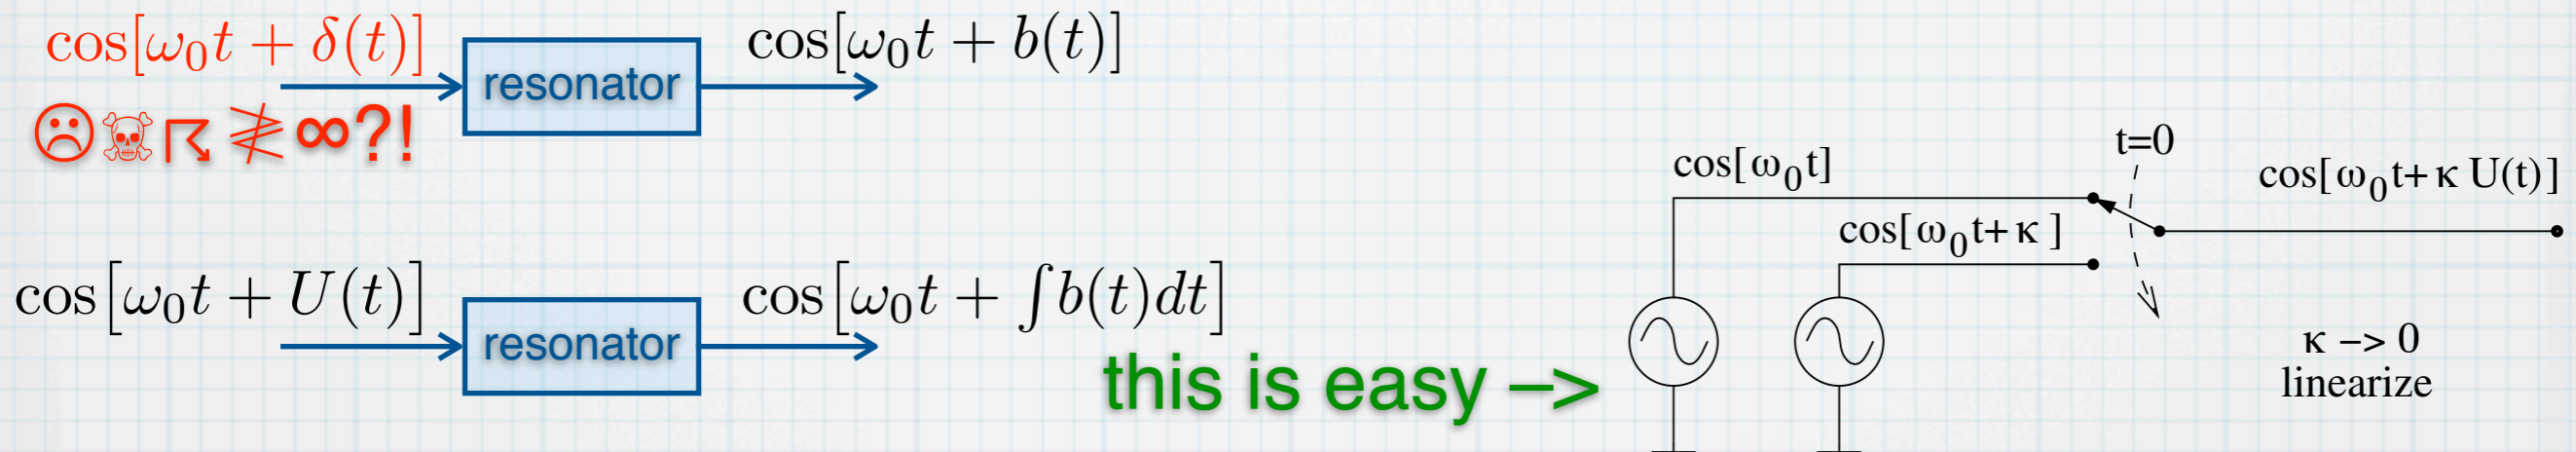 cos[ω₀t + δ(t)]
resonator
cos[ω₀t + b(t)]
☹☠☈≹∞?!
t=0
cos[ω₀t]
cos[ω₀t+κ U(t)]
cos[ω₀t+κ ]
cos[ω₀t + U(t)]
resonator
cos[ω₀t + ∫b(t)dt]
this is easy –>
κ –> 0
linearize